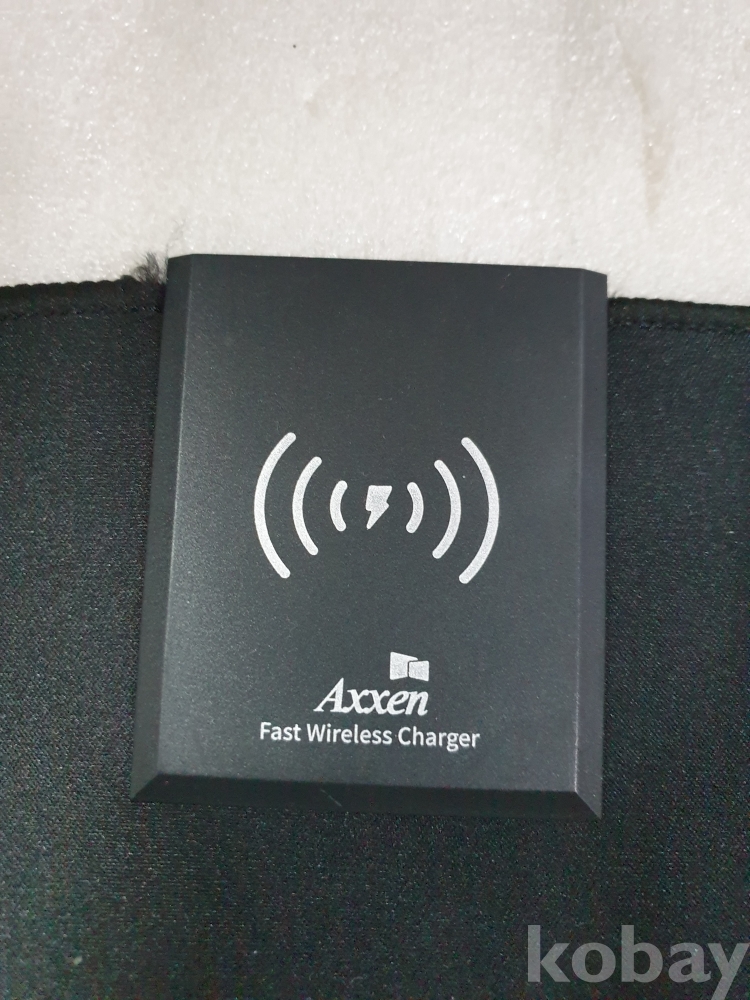 Axxen
Fast Wireless Charger
kobay